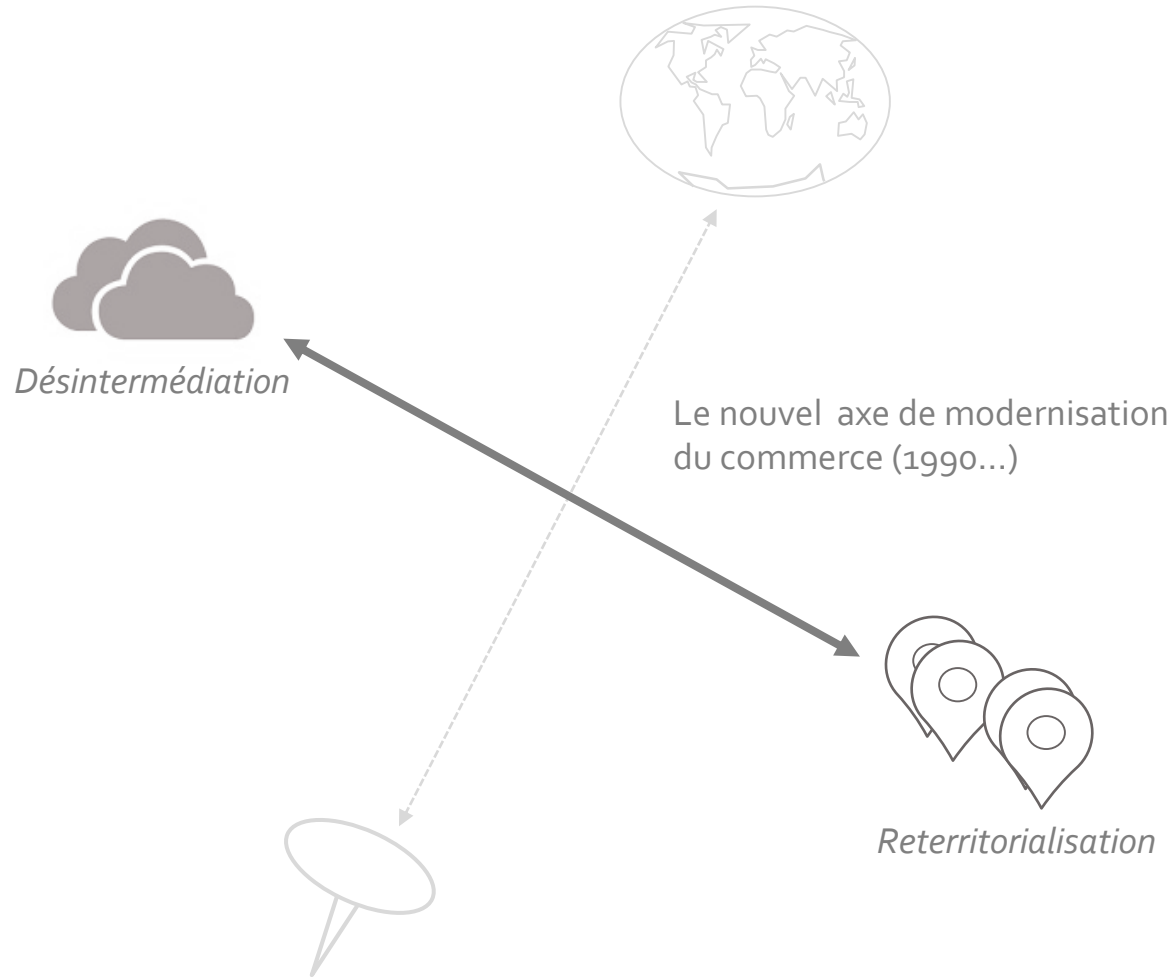 Désintermédiation
Le nouvel axe de modernisation
du commerce (1990...)
Reterritorialisation